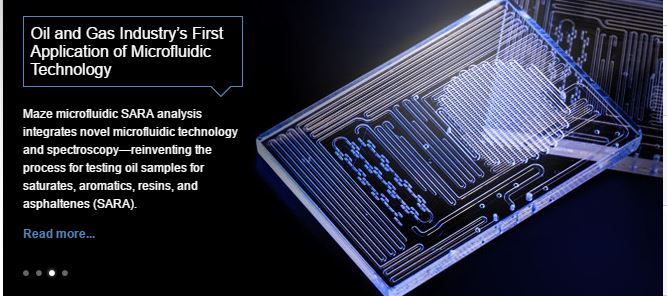 Oil and Gas Industry's First
Application of Microfluidic
Technology
Maze microfluidic SARA analysis
integrates novel microfluidic technology
and spectroscopy—reinventing the
process for testing oil samples for
saturates, aromatics, resins, and
asphaltenes (SARA).
Read more...